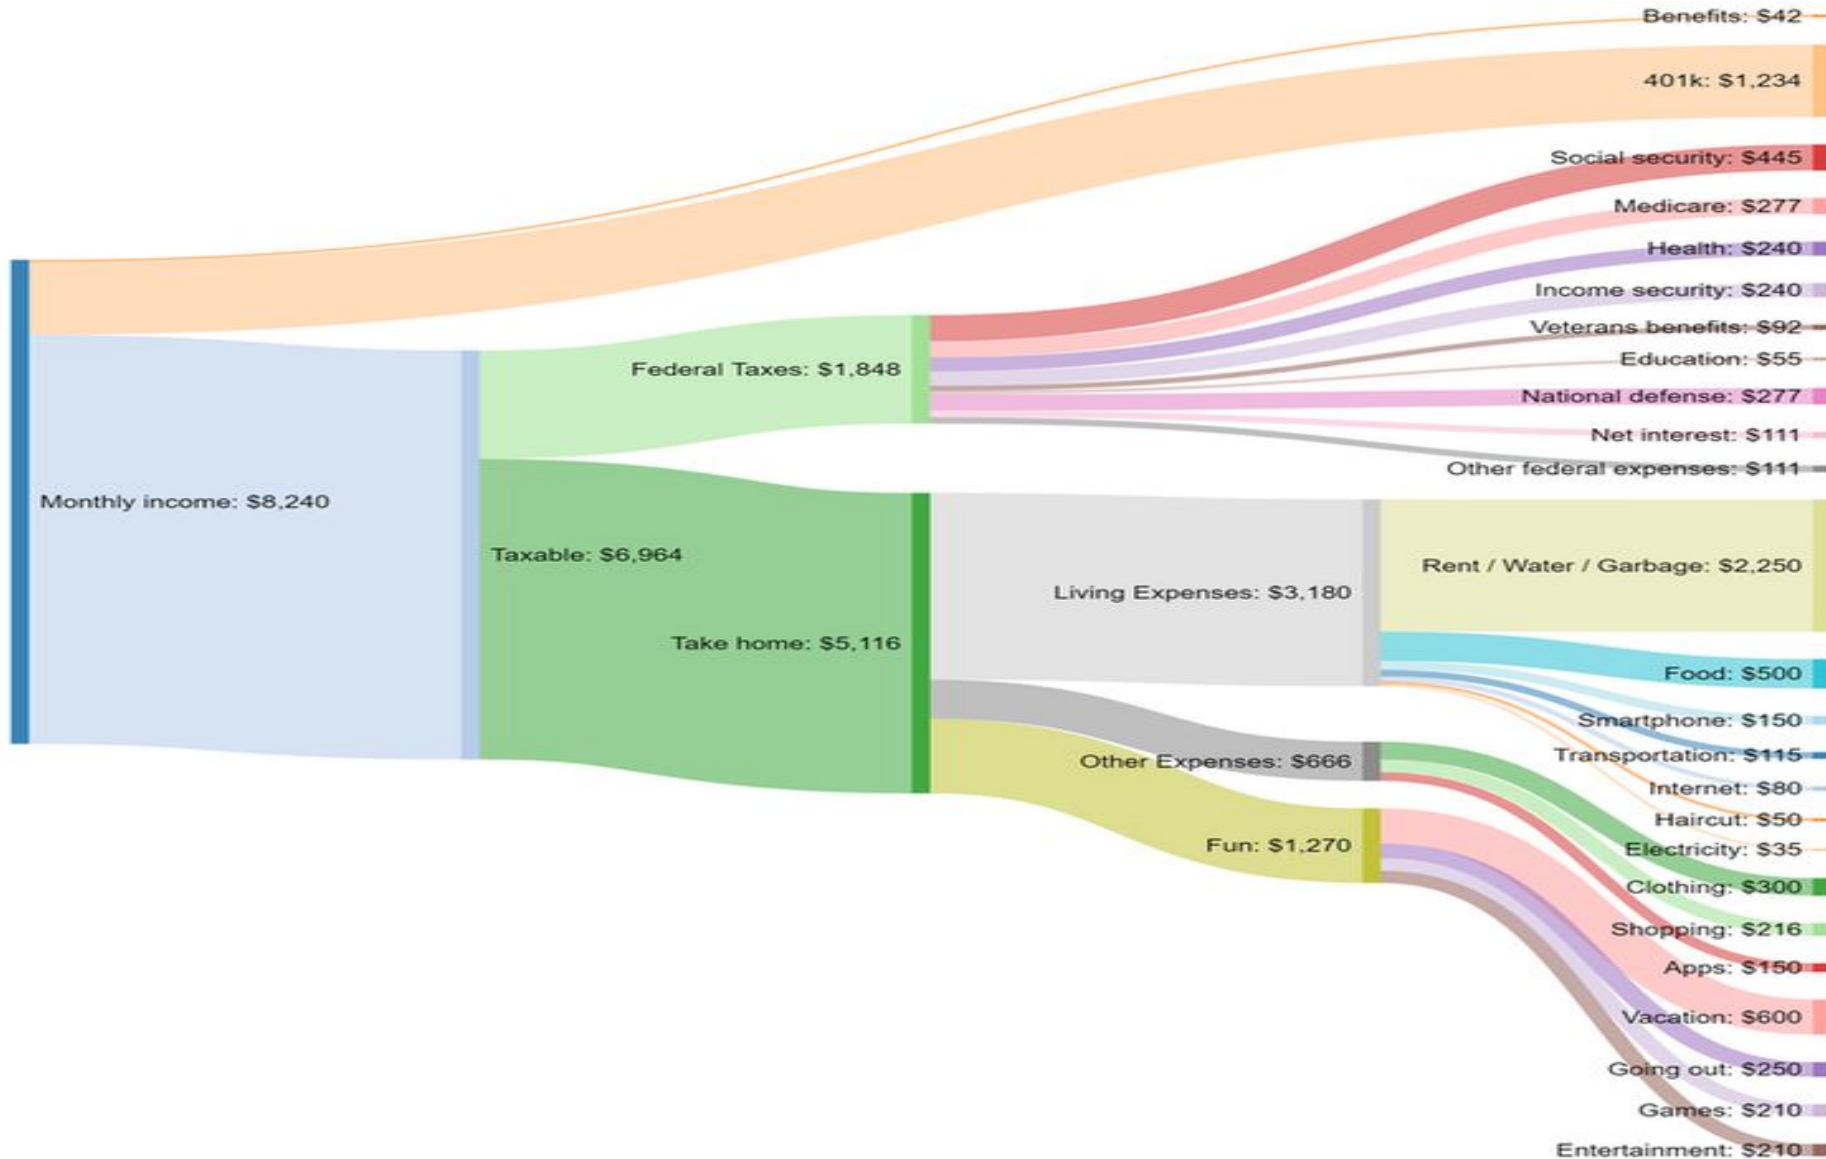 Monthly income: $8,240
Taxable: $6,964
Federal Taxes: $1,848
Take home: $5,116
Living Expenses: $3,180
Other Expenses: $666
Fun: $1,270
Benefits: $42
401k: $1,234
Social security: $445
Medicare: $277
Health: $240
Income security: $240
Veterans benefits: $92
Education: $55
National defense: $277
Net interest: $111
Other federal expenses: $111
Rent / Water / Garbage: $2,250
Food: $500
Smartphone: $150
Transportation: $115
Internet: $80
Haircut: $50
Electricity: $35
Clothing: $300
Shopping: $216
Apps: $150
Vacation: $600
Going out: $250
Games: $210
Entertainment: $210